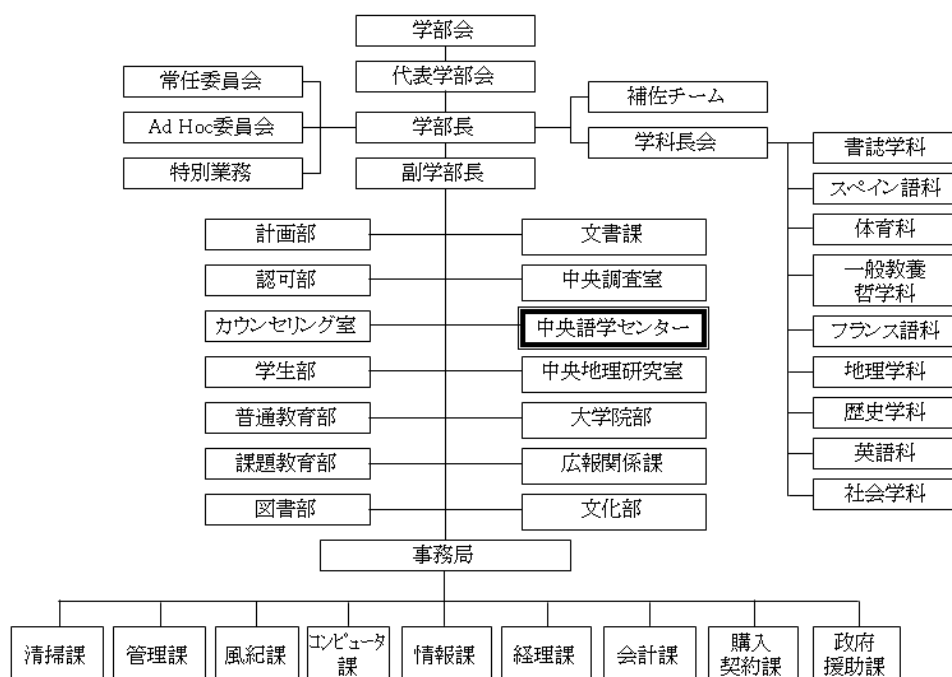 学部会
代表学部会
常任委員会
補佐チーム
Ad Hoc委員会
学部長
学科長会
書誌学科
特別業務
副学部長
スペイン語科
計画部
文書課
体育科
認可部
中央調査室
一般教養
哲学科
カウンセリング室
中央語学センター
フランス語科
学生部
中央地理研究室
地理学科
普通教育部
大学院部
歴史学科
課題教育部
広報関係課
英語科
図書部
文化部
社会学科
事務局
清掃課
管理課
風紀課
コンピュータ
課
情報課
経理課
会計課
購入
契約課
政府
援助課